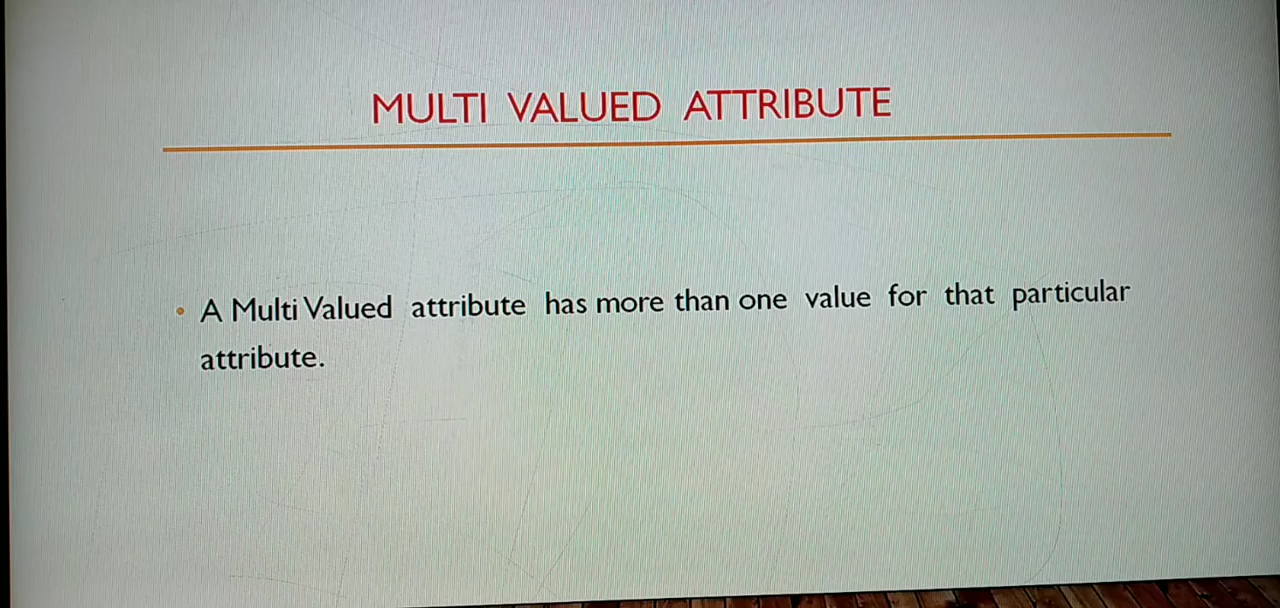 MULTI VALUED ATTRIBUTE
• A Multi Valued attribute has more than one value for that particular
attribute.